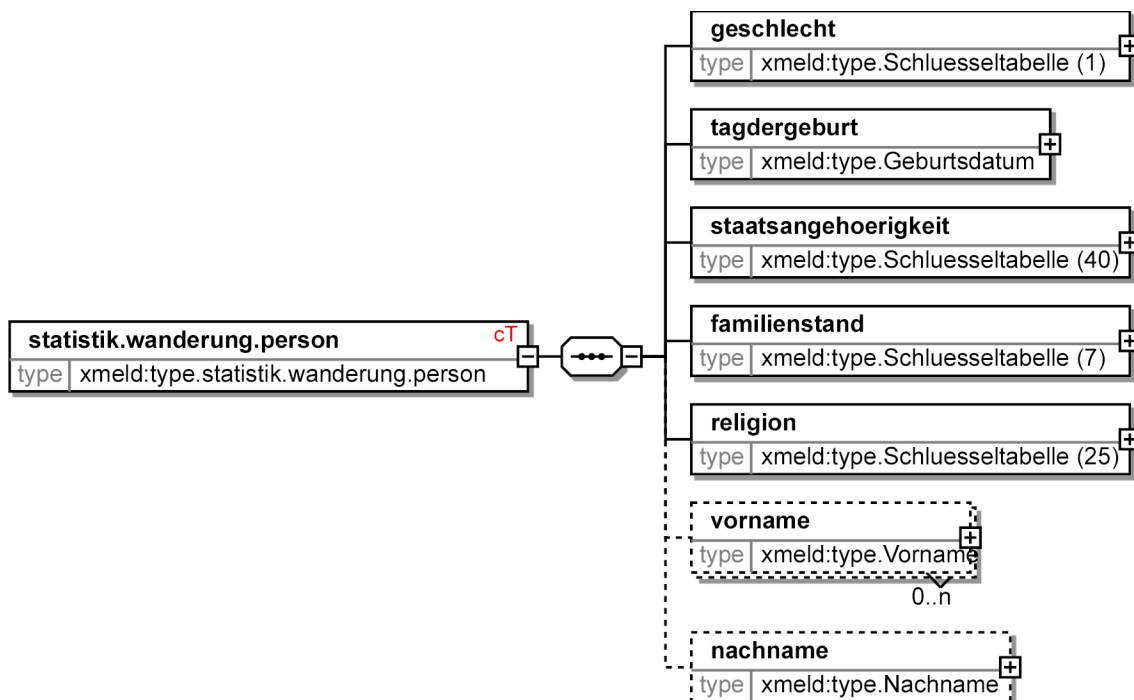 geschlecht
type xmeld:type.Schluesseltabelle (1)
tagdergeburt
type xmeld:type.Geburtsdatum
staatsangehoerigkeit
type xmeld:type.Schluesseltabelle (40)
statistik.wanderung.person cT
type xmeld:type.statistik.wanderung.person
familienstand
type xmeld:type.Schluesseltabelle (7)
religion
type xmeld:type.Schluesseltabelle (25)
vorname
type xmeld:type.Vorname
0..n
nachname
type xmeld:type.Nachname